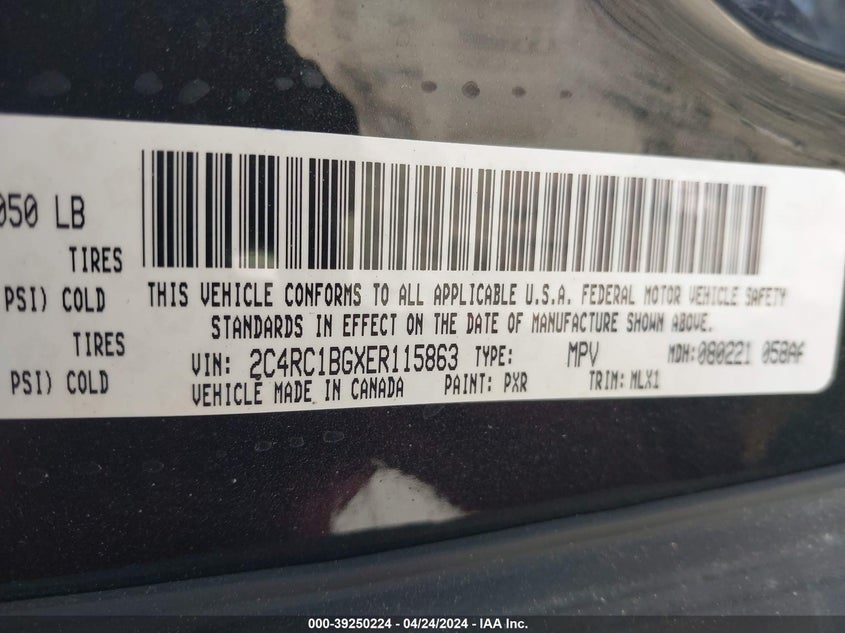 050 LB
TIRES
PSI) COLD
TIRES
PSI) COLD
THIS VEHICLE CONFORMS TO ALL APPLICABLE U.S.A. FEDERAL MOTOR VEHICLE SAFETY
STANDARDS IN EFFECT ON THE DATE OF MANUFACTURE SHOWN ABOVE.
VIN: 2C4RC1BGXER115863 TYPE: MPV MDH: 080221 058AF
VEHICLE MADE IN CANADA PAINT: PXR TRIM: MLX1
000-39250224 - 04/24/2024 - IAA Inc.